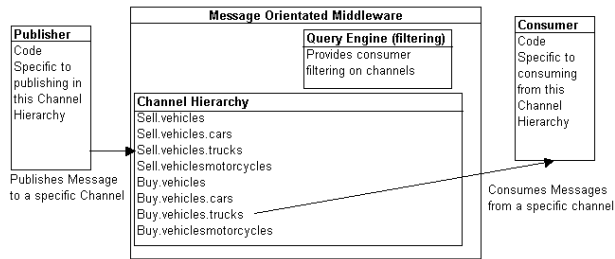 Message Orientated Middleware
Publisher
Code
Specific to
publishing in
this Channel
Hierarchy
Publishes Message
to a specific Channel
Query Engine (filtering)
Provides consumer
filtering on channels
Channel Hierarchy
Sell.vehicles
Sell.vehicles.cars
Sell.vehicles.trucks
Sell.vehiclesmotorcycles
Buy.vehicles
Buy.vehicles.cars
Buy.vehicles.trucks
Buy.vehiclesmotorcycles
Consumer
Code
Specific to
consuming
from this
Channel
Hierarchy
Consumes Messages
from a specific channel